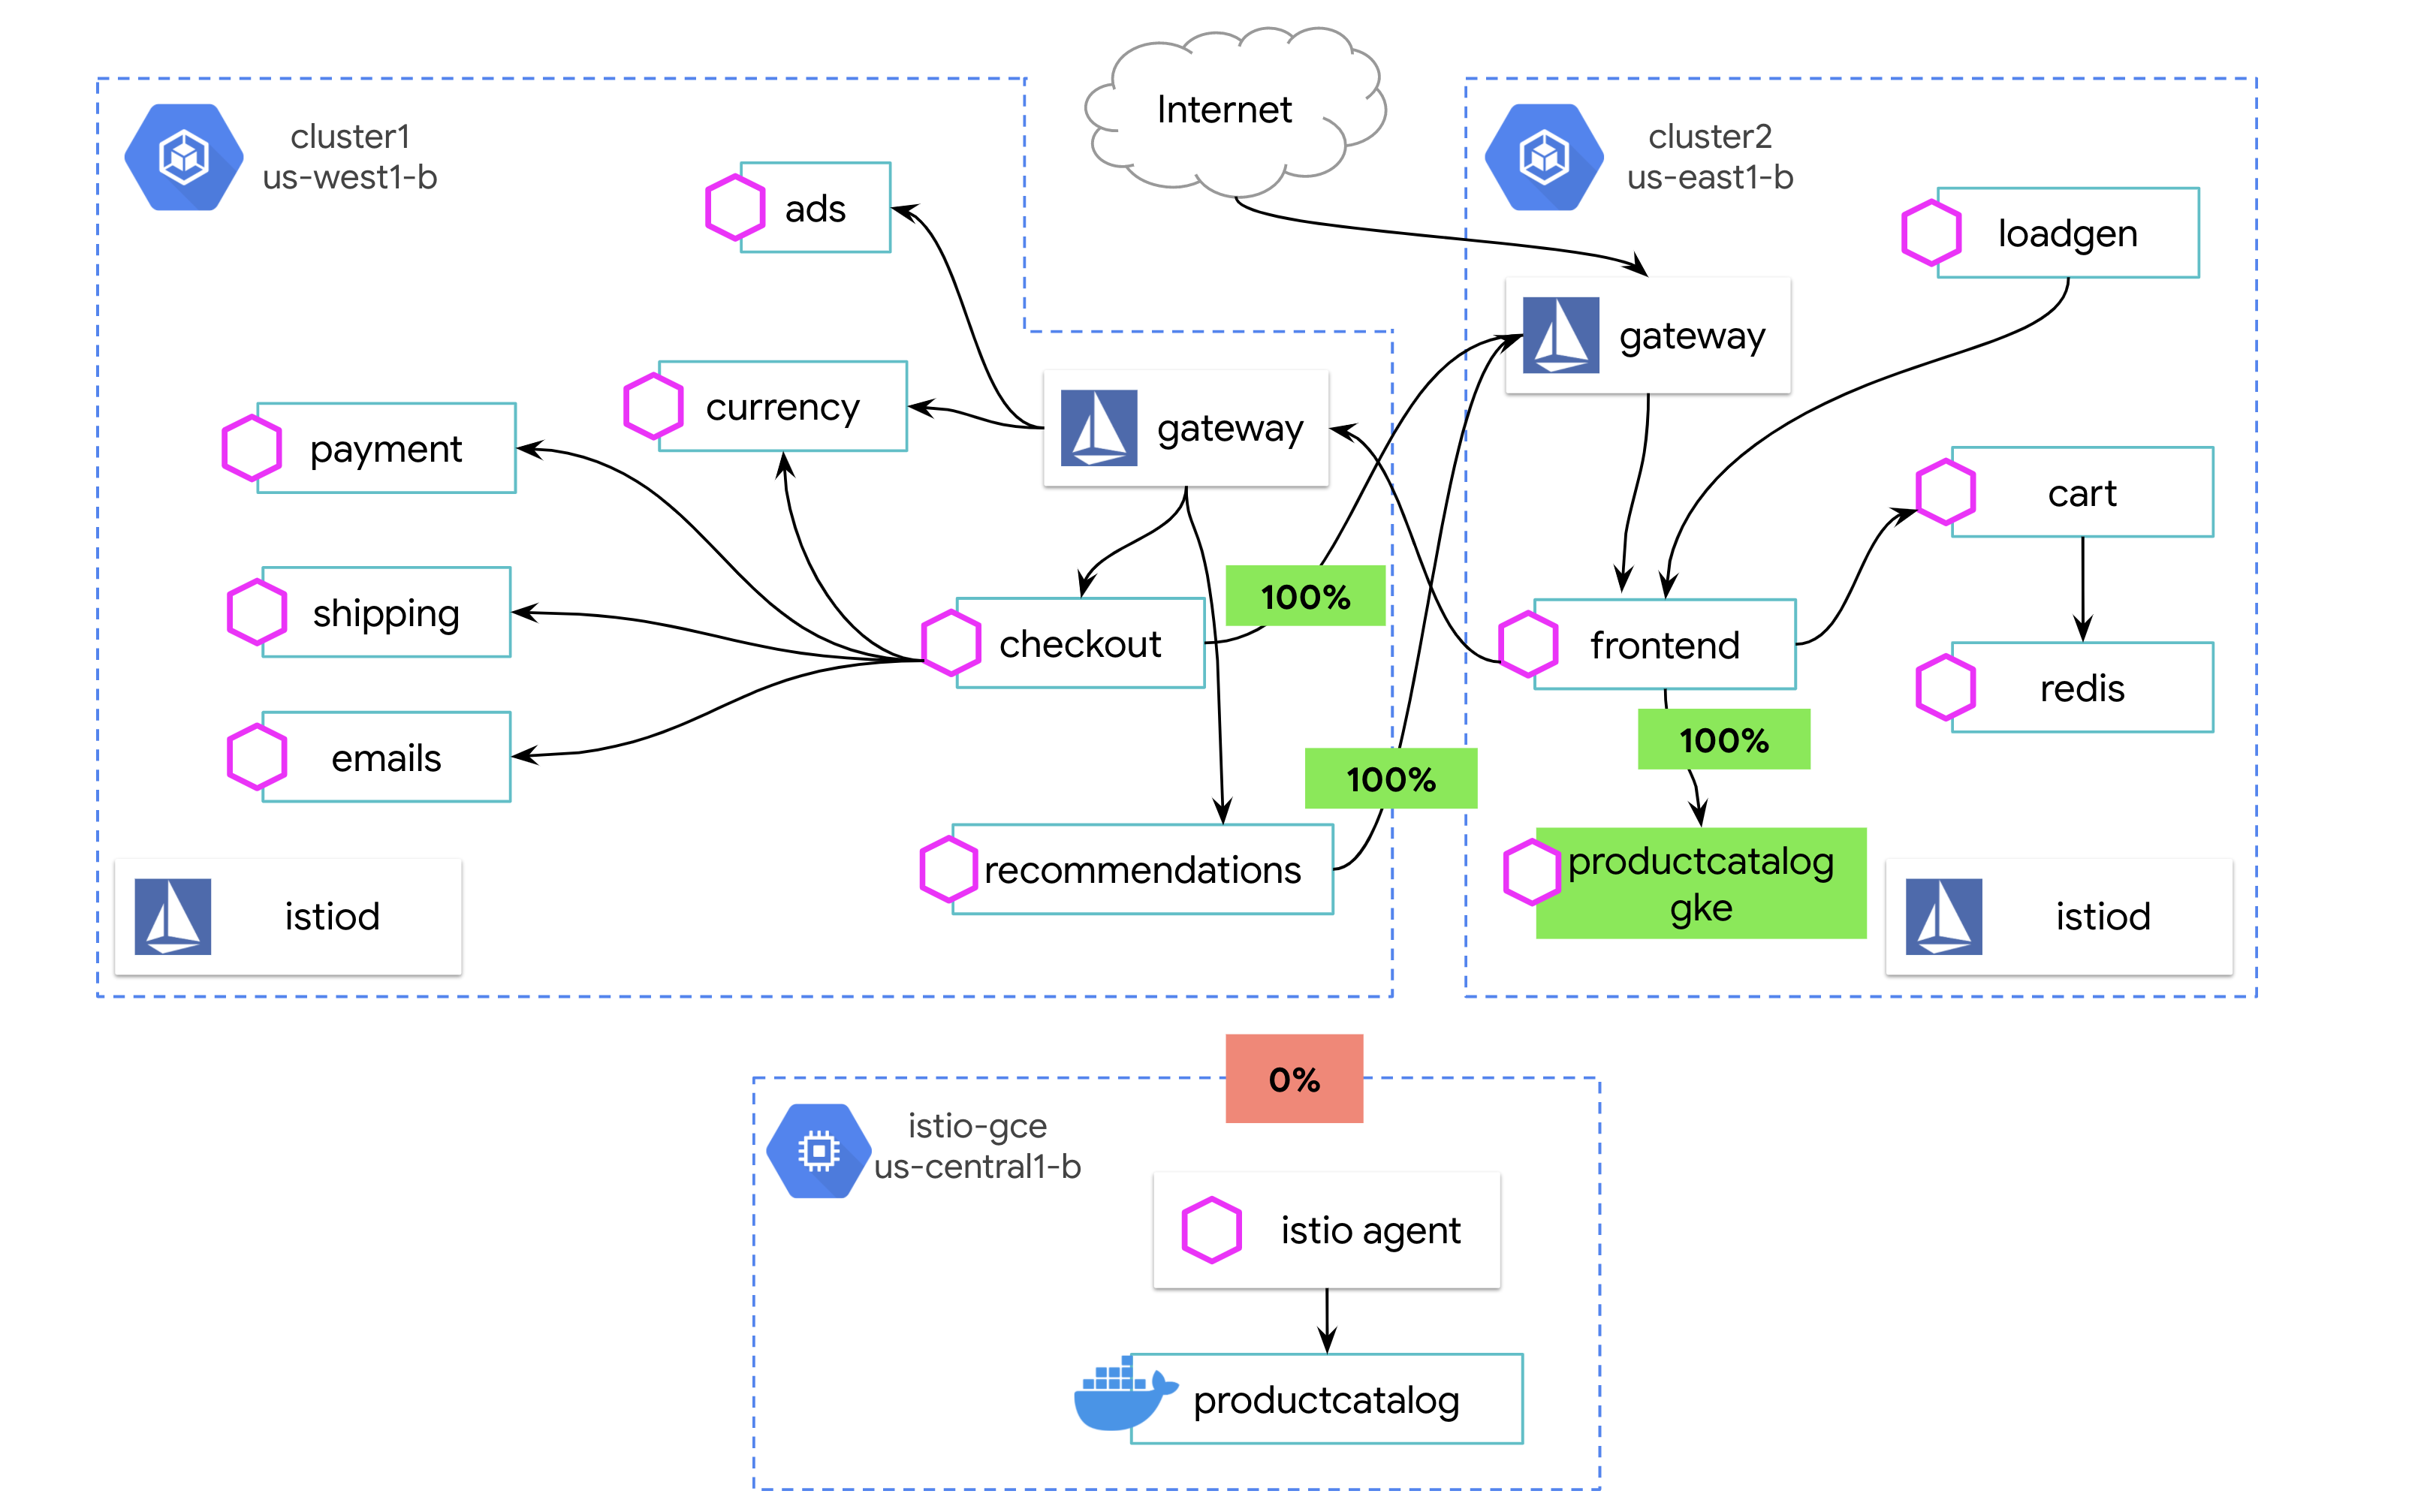 Internet
cluster1
us-west1-b
ads
currency
payment
gateway
shipping
checkout
100%
emails
recommendations
100%
istiod
cluster2
us-east1-b
loadgen
gateway
cart
frontend
redis
100%
productcatalog
gke
istiod
0%
istio-gce
us-central1-b
istio agent
productcatalog